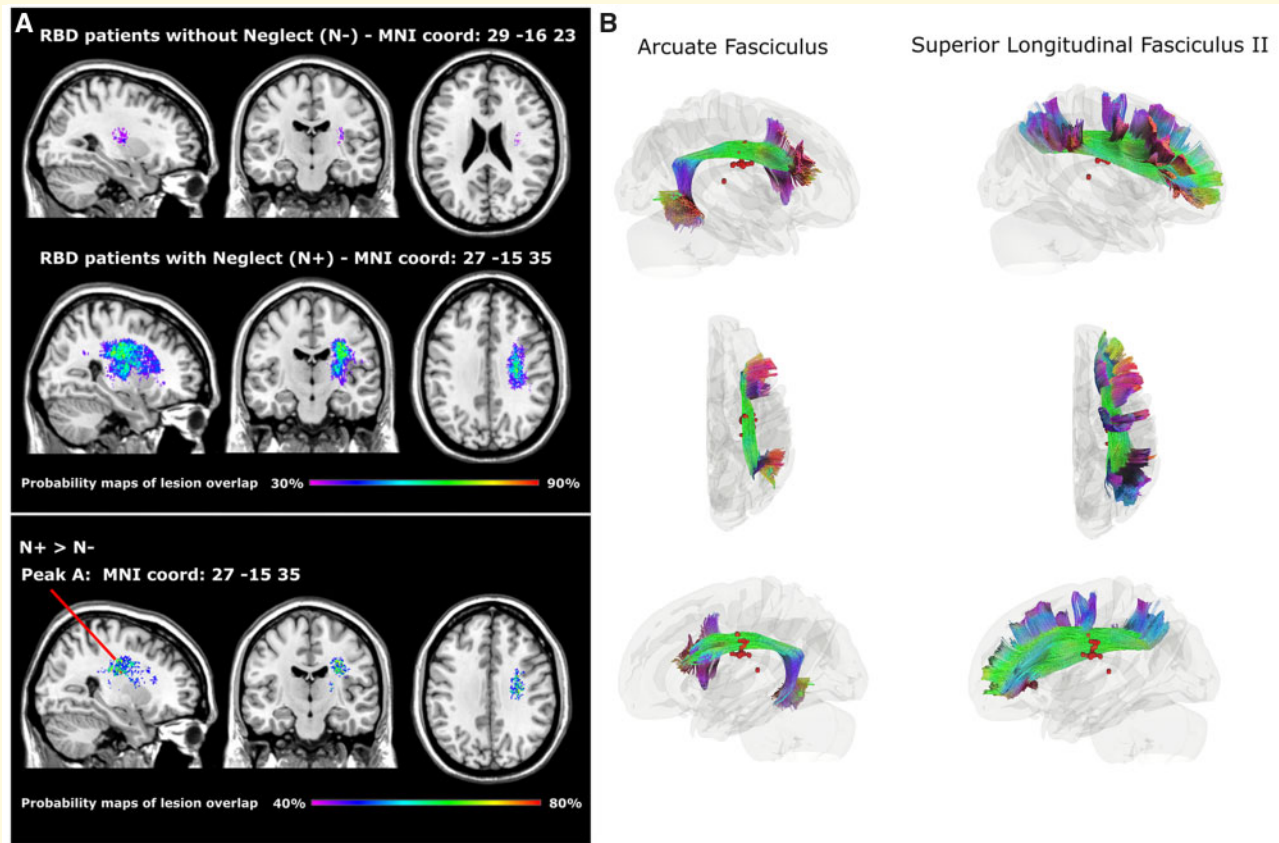 A
RBD patients without Neglect (N-) - MNI coord: 29 -16 23
RBD patients with Neglect (N+) - MNI coord: 27 -15 35
Probability maps of lesion overlap 30% 90%
N+ > N-
Peak A: MNI coord: 27 -15 35
Probability maps of lesion overlap 40% 80%
B
Arcuate Fasciculus
Superior Longitudinal Fasciculus II